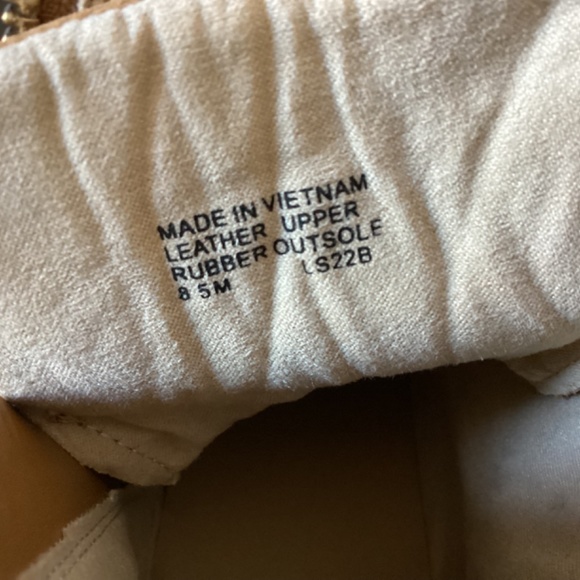 MADE IN VIETNAM
LEATHER UPPER
RUBBER OUTSOLE
8 5M LS22B